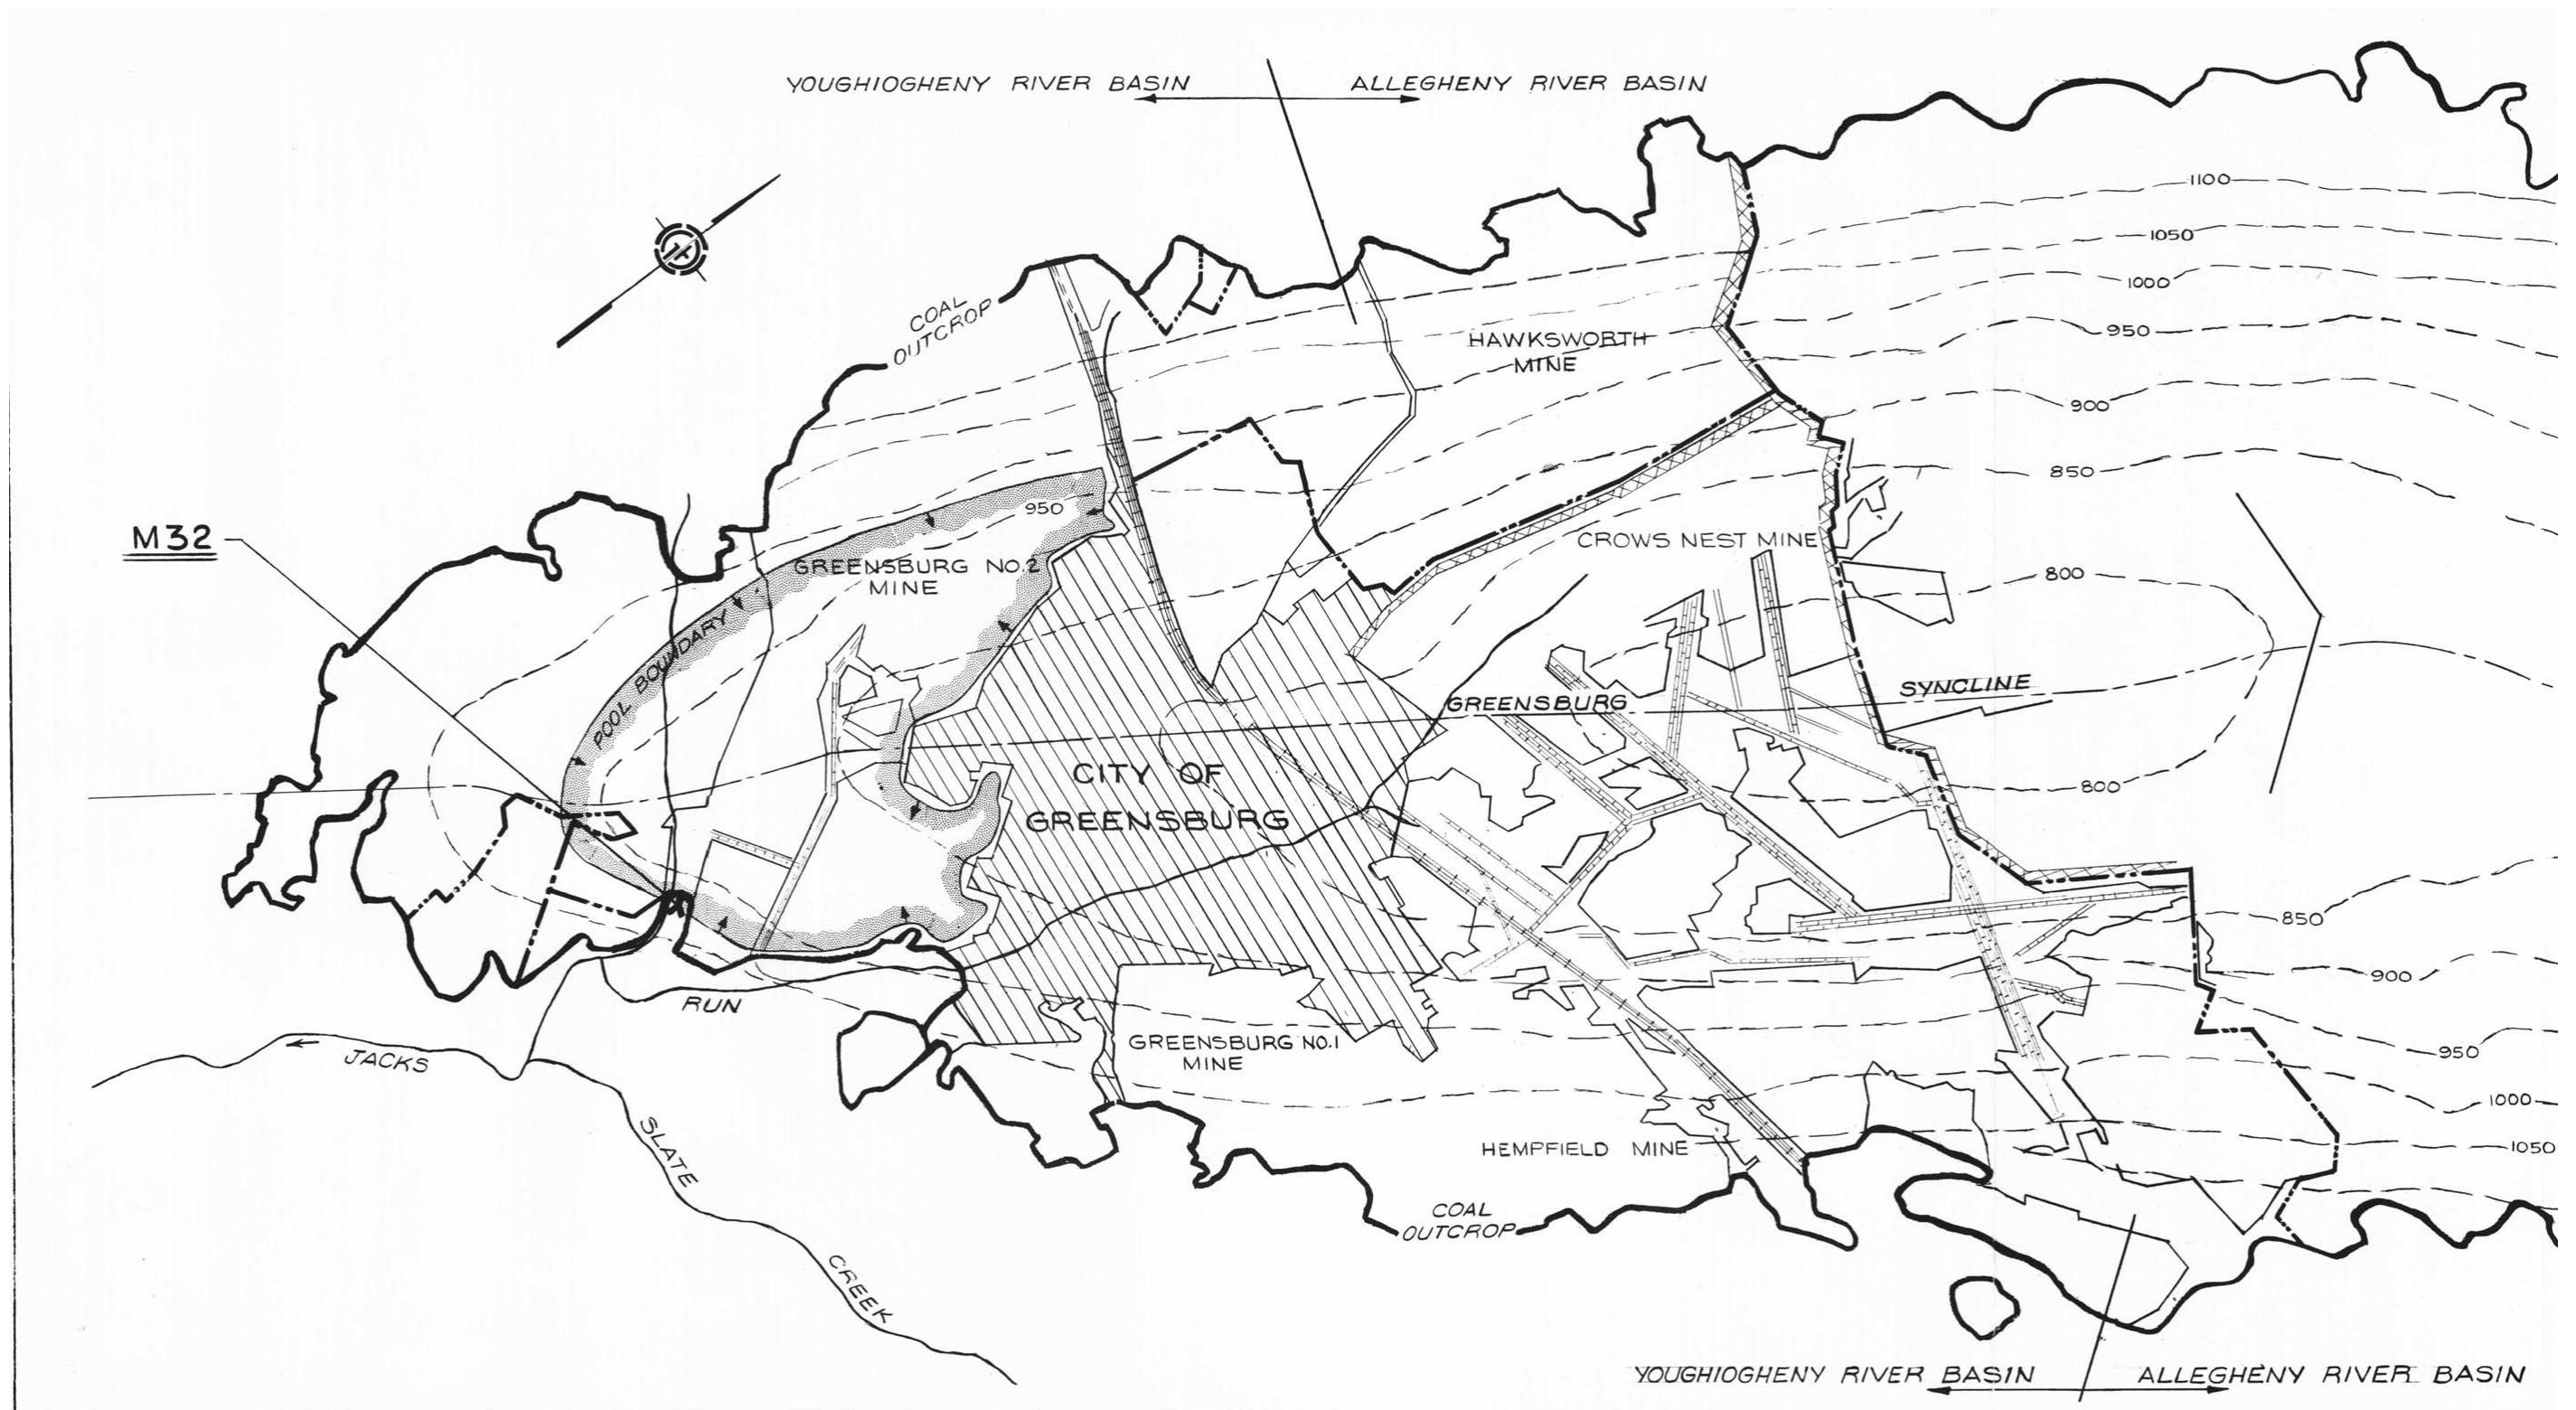 YOUGHIOGHENY RIVER BASIN
ALLEGHENY RIVER BASIN
N
1100
1050
1000
950
900
850
800
COAL
OUTCROP
HAWKSWORTH
MINE
M32
950
GREENSBURG NO.2
MINE
POOL BOUNDARY
CROWS NEST MINE
GREENSBURG
SYNCLINE
CITY OF
GREENSBURG
800
850
900
950
1000
1050
RUN
JACKS
SLATE
CREEK
GREENSBURG NO.1
MINE
HEMPFIELD MINE
COAL
OUTCROP
YOUGHIOGHENY RIVER BASIN
ALLEGHENY RIVER BASIN